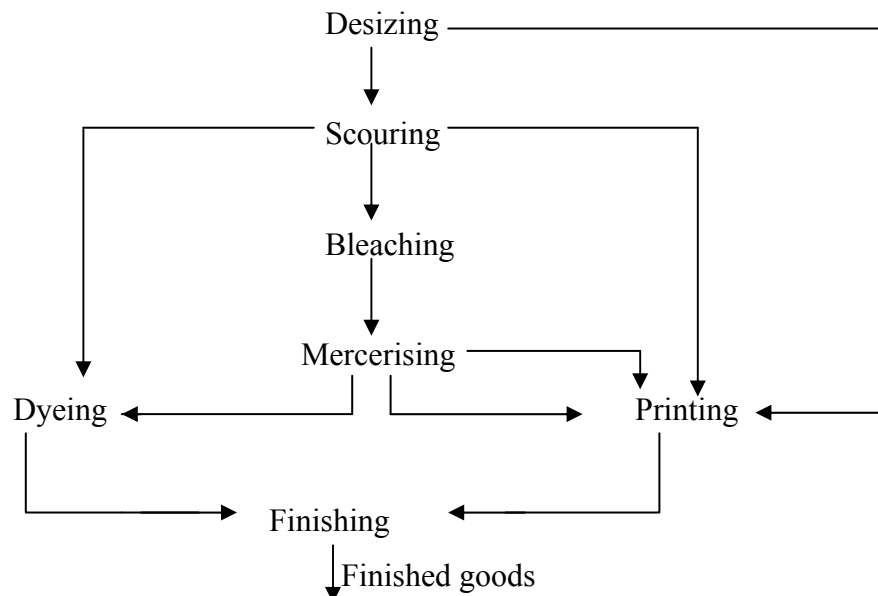 Desizing
Scouring
Bleaching
Mercerising
Dyeing
Printing
Finishing
Finished goods